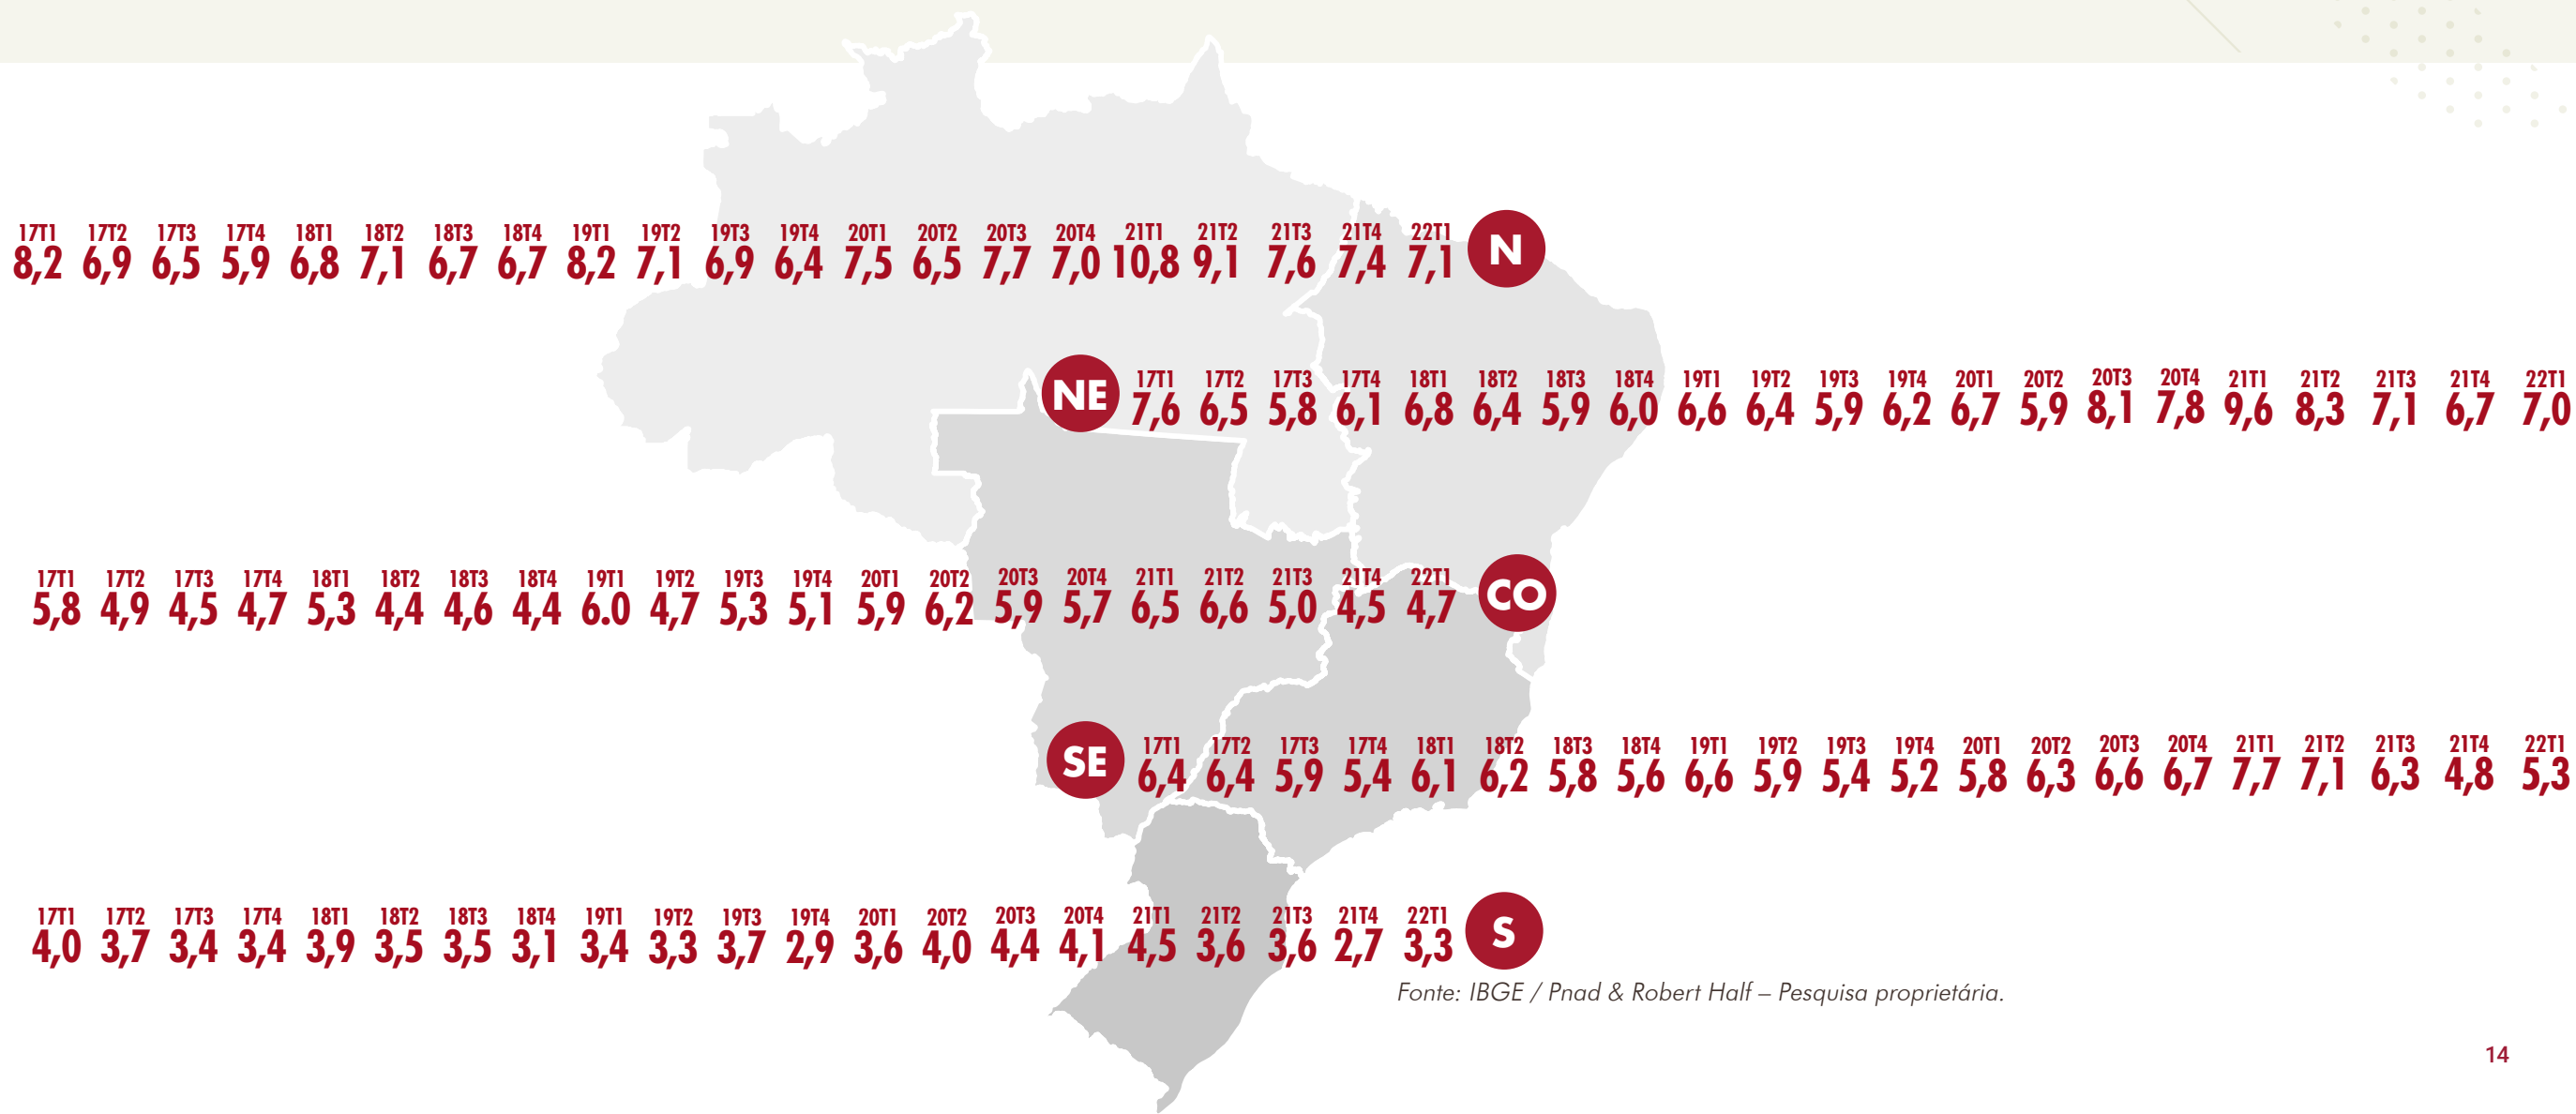 17T1 17T2 17T3 17T4 18T1 18T2 18T3 18T4 19T1 19T2 19T3 19T4 20T1 20T2 20T3 20T4 21T1 21T2 21T3 21T4 22T1
8,2 6,9 6,5 5,9 6,8 7,1 6,7 6,7 8,2 7,1 6,9 6,4 7,5 6,5 7,7 7,0 10,8 9,1 7,6 7,4 7,1
N
NE
17T1 17T2 17T3 17T4 18T1 18T2 18T3 18T4 19T1 19T2 19T3 19T4 20T1 20T2 20T3 20T4 21T1 21T2 21T3 21T4 22T1
7,6 6,5 5,8 6,1 6,8 6,4 5,9 6,0 6,6 6,4 5,9 6,2 6,7 5,9 8,1 7,8 9,6 8,3 7,1 6,7 7,0
17T1 17T2 17T3 17T4 18T1 18T2 18T3 18T4 19T1 19T2 19T3 19T4 20T1 20T2 20T3 20T4 21T1 21T2 21T3 21T4 22T1
5,8 4,9 4,5 4,7 5,3 4,4 4,6 4,4 6.0 4,7 5,3 5,1 5,9 6,2 5,9 5,7 6,5 6,6 5,0 4,5 4,7
CO
SE
17T1 17T2 17T3 17T4 18T1 18T2 18T3 18T4 19T1 19T2 19T3 19T4 20T1 20T2 20T3 20T4 21T1 21T2 21T3 21T4 22T1
6,4 6,4 5,9 5,4 6,1 6,2 5,8 5,6 6,6 5,9 5,4 5,2 5,8 6,3 6,6 6,7 7,7 7,1 6,3 4,8 5,3
17T1 17T2 17T3 17T4 18T1 18T2 18T3 18T4 19T1 19T2 19T3 19T4 20T1 20T2 20T3 20T4 21T1 21T2 21T3 21T4 22T1
4,0 3,7 3,4 3,4 3,9 3,5 3,5 3,1 3,4 3,3 3,7 2,9 3,6 4,0 4,4 4,1 4,5 3,6 3,6 2,7 3,3
S
Fonte: IBGE / Pnad & Robert Half – Pesquisa proprietária.
14